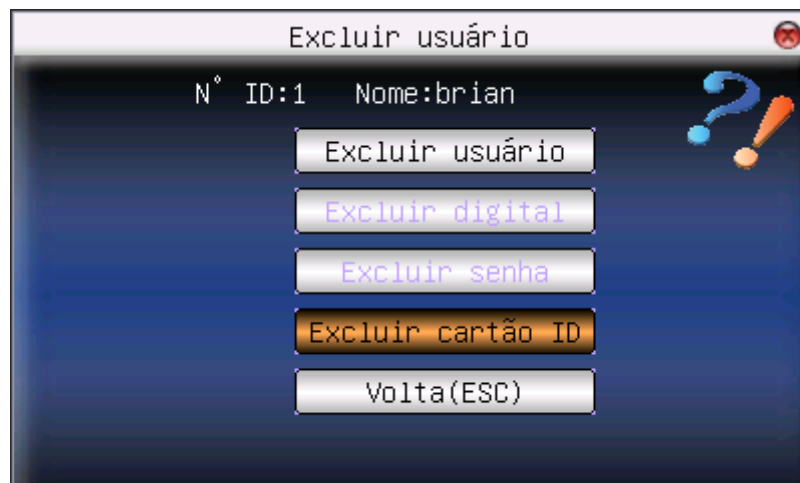 Excluir usuário
N° ID:1 Nome:brian
Excluir usuário
Excluir digital
Excluir senha
Excluir cartão ID
Volta(ESC)